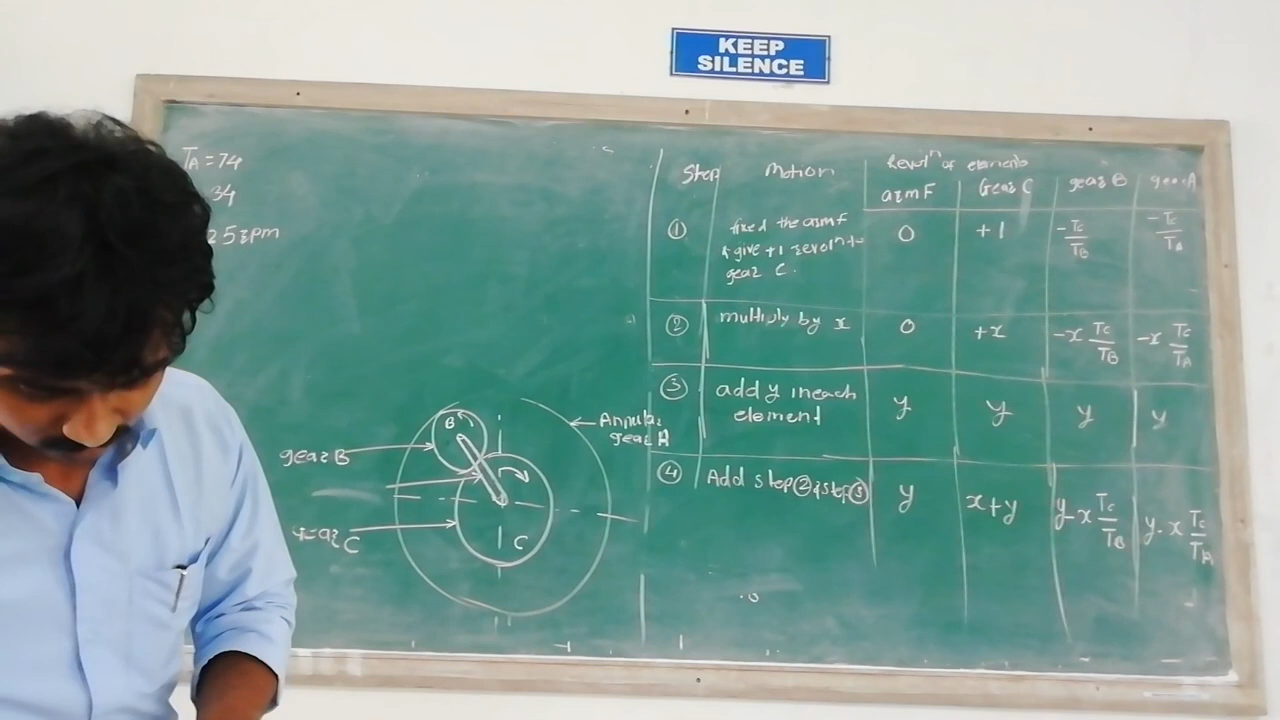 KEEP
SILENCE
TA = 74
34
25 rpm
Step
Motion
Revolⁿ of elements
arm F
Gear C
gear B
gear A
①
fixed the arm F
& give +1 revolⁿ to
gear C.
0
+1
-TC/TB
-TC/TA
②
multiply by x
0
+x
-x TC/TB
-x TC/TA
③
add y in each
element
y
y
y
y
④
Add step② & step③
y
x+y
y-x TC/TB
y-x TC/TA
B
Annular
gear A
gear B
gear C
C